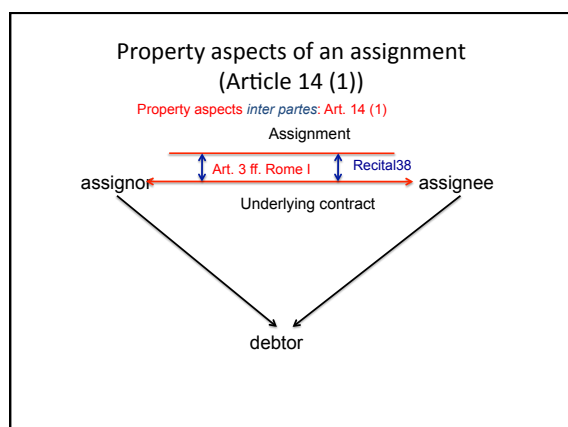 Property aspects of an assignment
(Article 14 (1))
Property aspects inter partes: Art. 14 (1)
Assignment
Art. 3 ff. Rome I
Recital38
assignor
assignee
Underlying contract
debtor